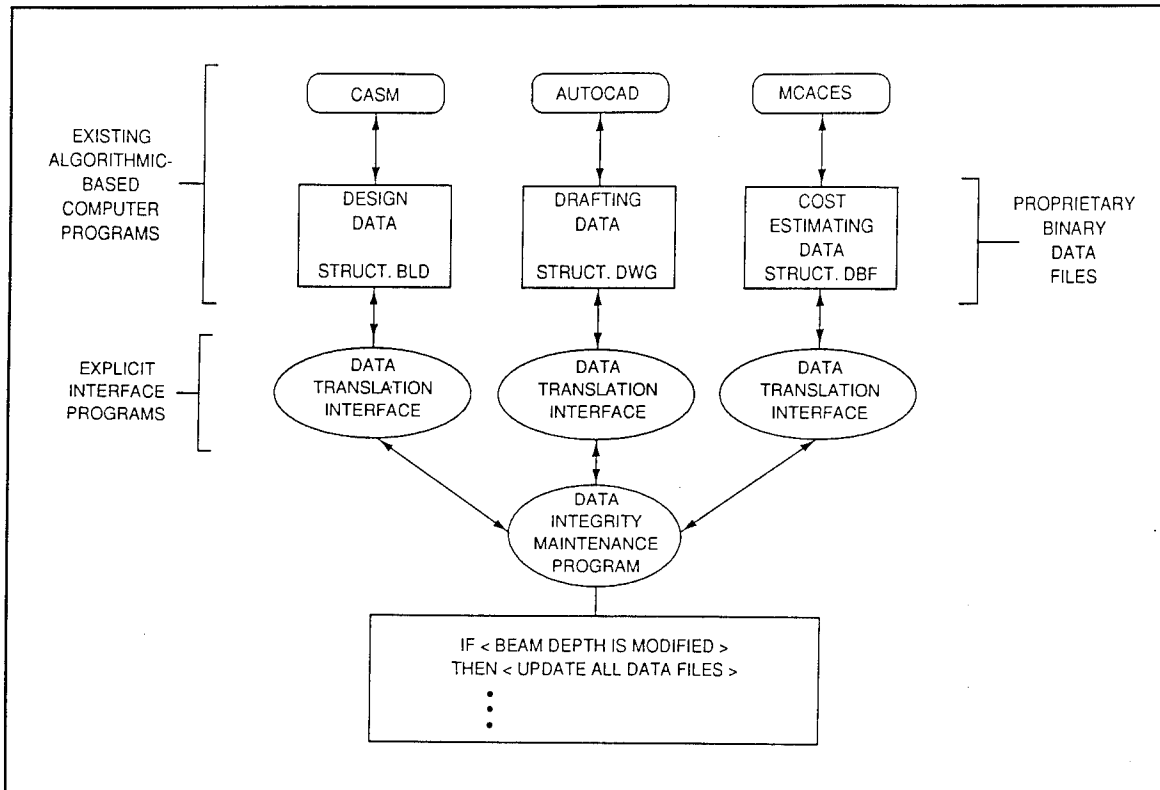 CASM
AUTOCAD
MCACES
EXISTING
ALGORITHMIC-
BASED
COMPUTER
PROGRAMS
DESIGN
DATA
STRUCT. BLD
DRAFTING
DATA
STRUCT. DWG
COST
ESTIMATING
DATA
STRUCT. DBF
PROPRIETARY
BINARY
DATA
FILES
EXPLICIT
INTERFACE
PROGRAMS
DATA
TRANSLATION
INTERFACE
DATA
TRANSLATION
INTERFACE
DATA
TRANSLATION
INTERFACE
DATA
INTEGRITY
MAINTENANCE
PROGRAM
IF < BEAM DEPTH IS MODIFIED >
THEN < UPDATE ALL DATA FILES >